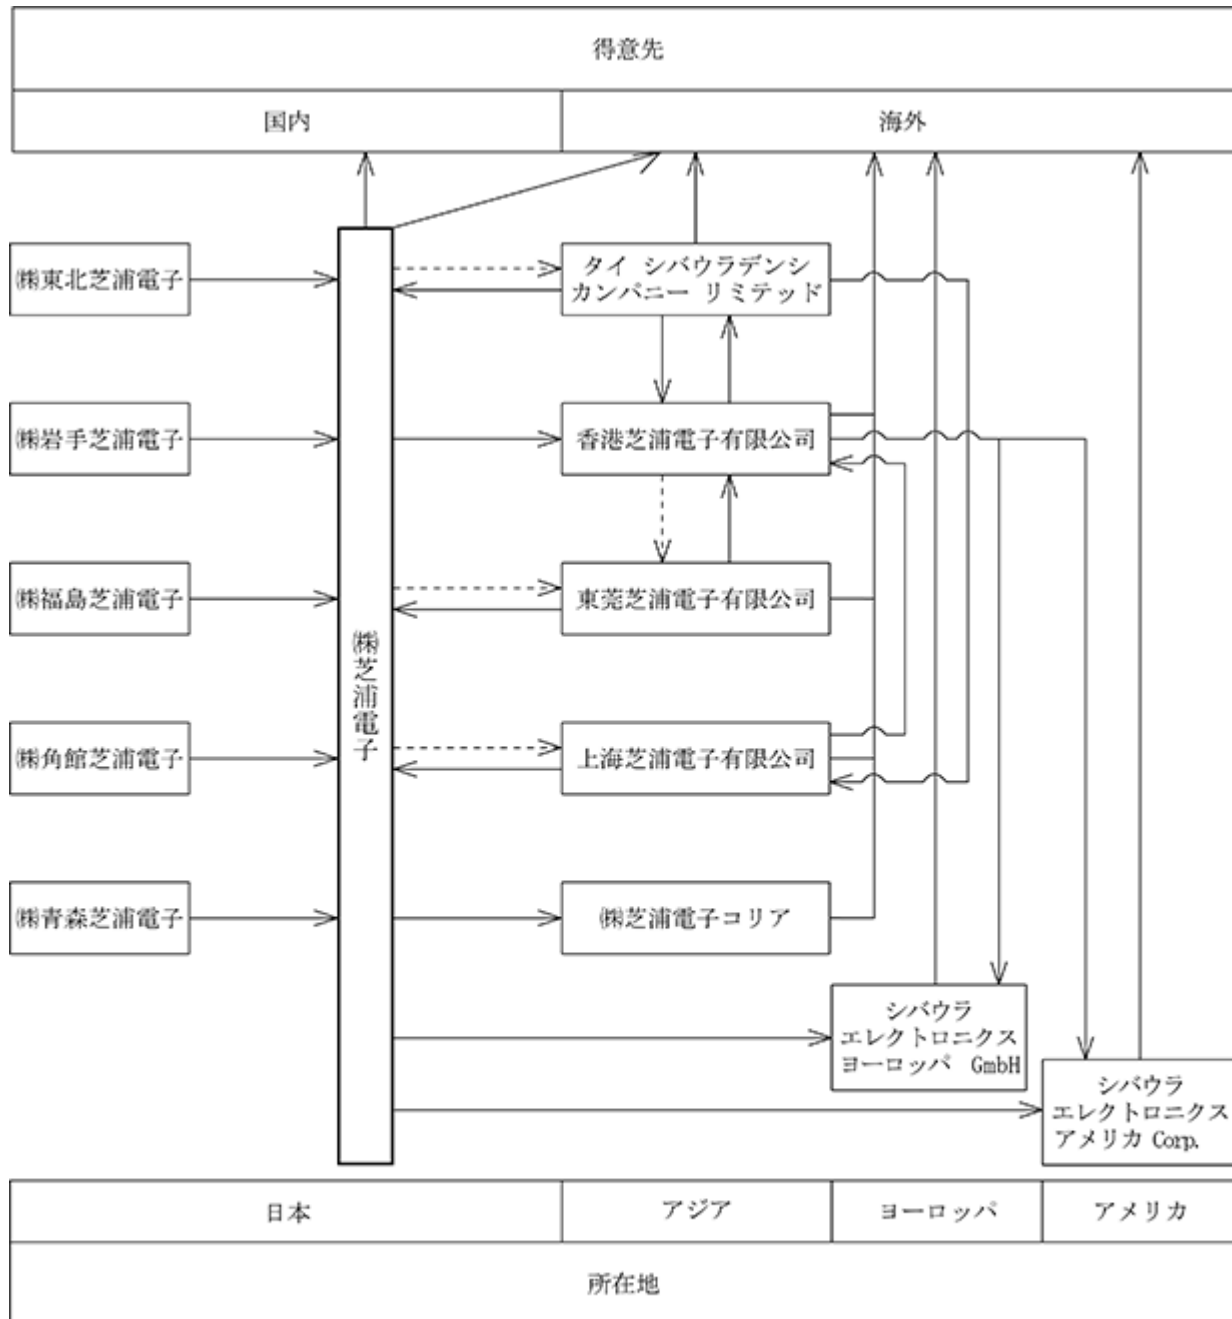 得意先
国内
海外
㈱東北芝浦電子
タイ シバウラデンシ
カンパニー リミテッド
㈱岩手芝浦電子
香港芝浦電子有限公司
㈱福島芝浦電子
東莞芝浦電子有限公司
㈱芝浦電子
㈱角館芝浦電子
上海芝浦電子有限公司
㈱青森芝浦電子
㈱芝浦電子コリア
シバウラ
エレクトロニクス
ヨーロッパ GmbH
シバウラ
エレクトロニクス
アメリカ Corp.
日本
アジア
ヨーロッパ
アメリカ
所在地